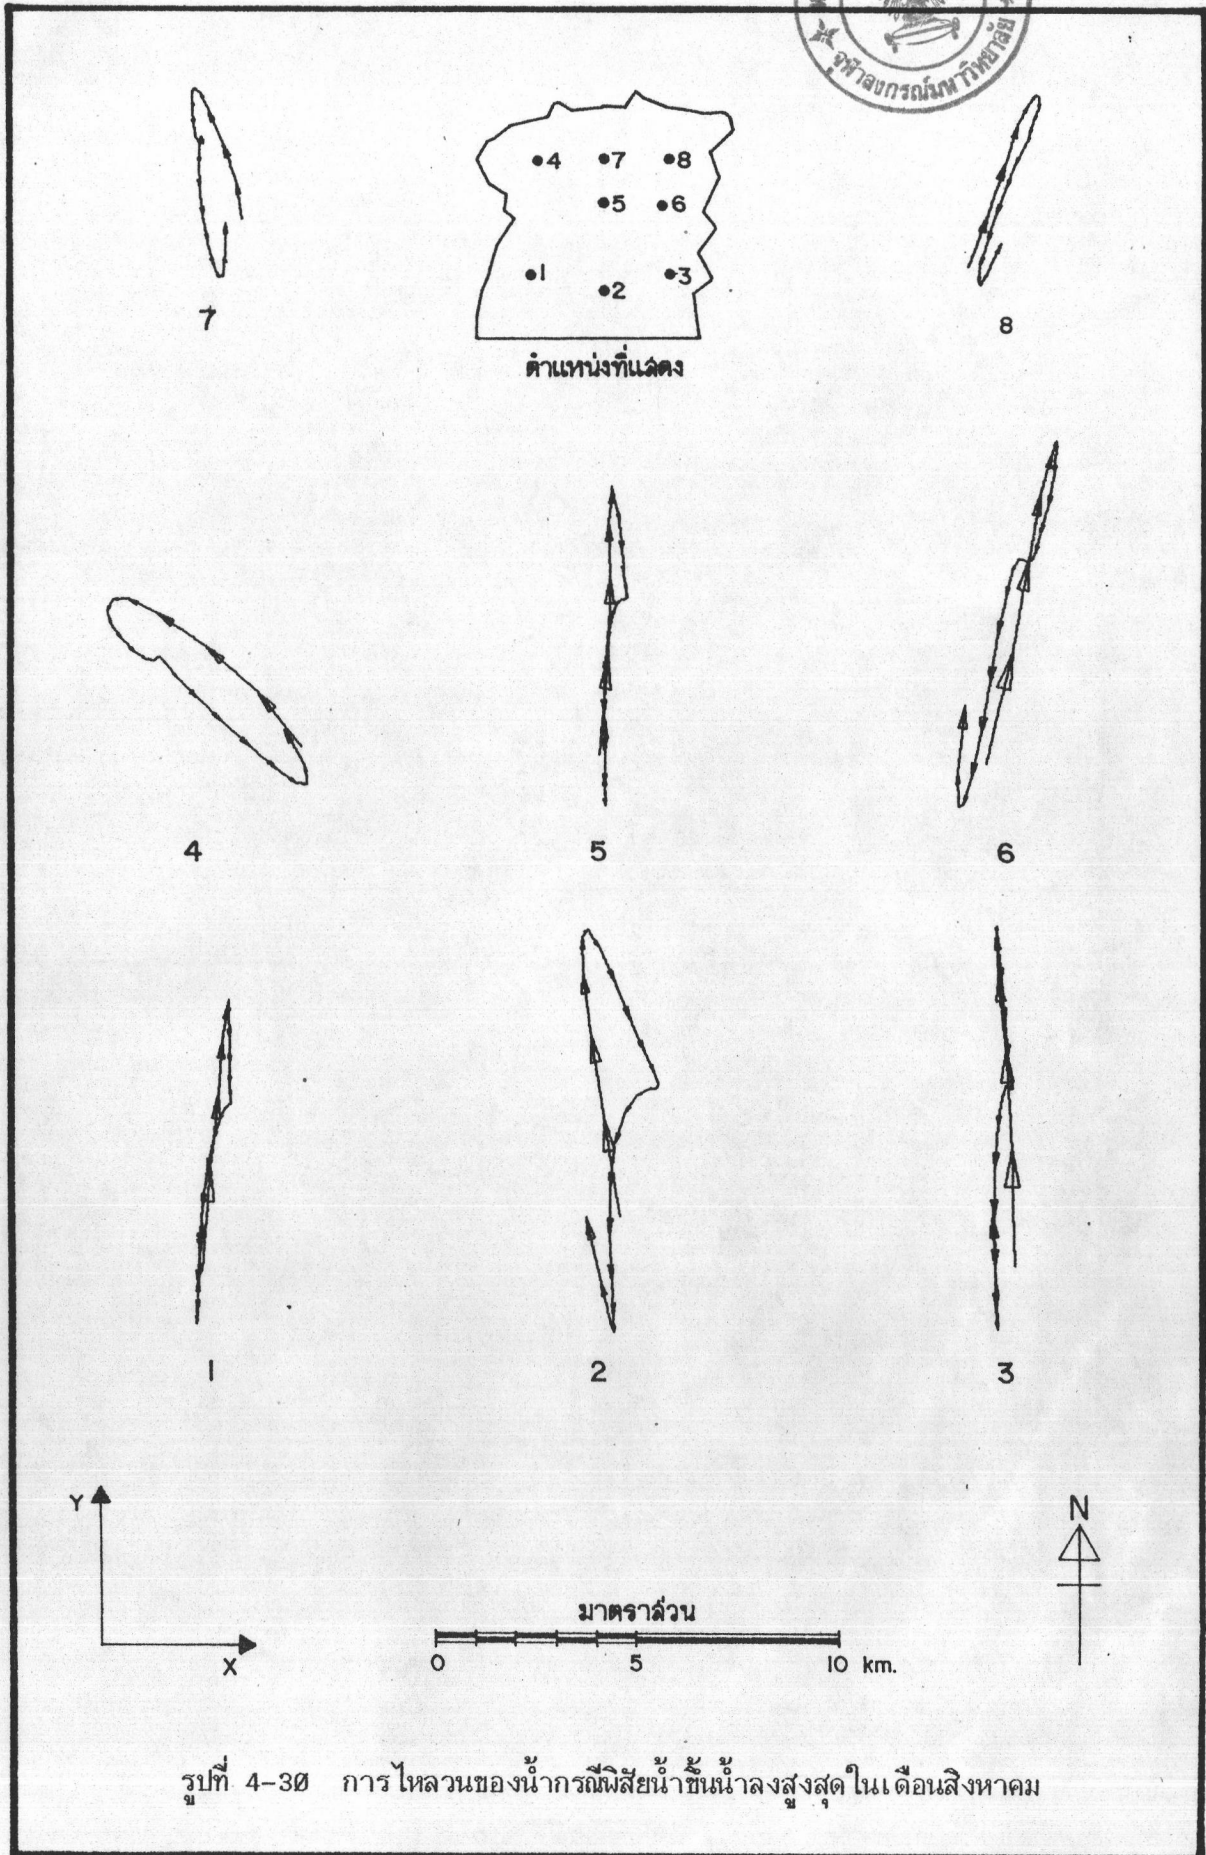 จุฬาลงกรณ์มหาวิทยาลัย
4 7 8
5 6
1 3
2
ตำแหน่งที่แสดง
7
8
4
5
6
1
2
3
Y
X
N
มาตราส่วน
0 5 10 km.
รูปที่ 4-30 การไหลวนของน้ำกรณีพิสัยน้ำขึ้นน้ำลงสูงสุดในเดือนสิงหาคม